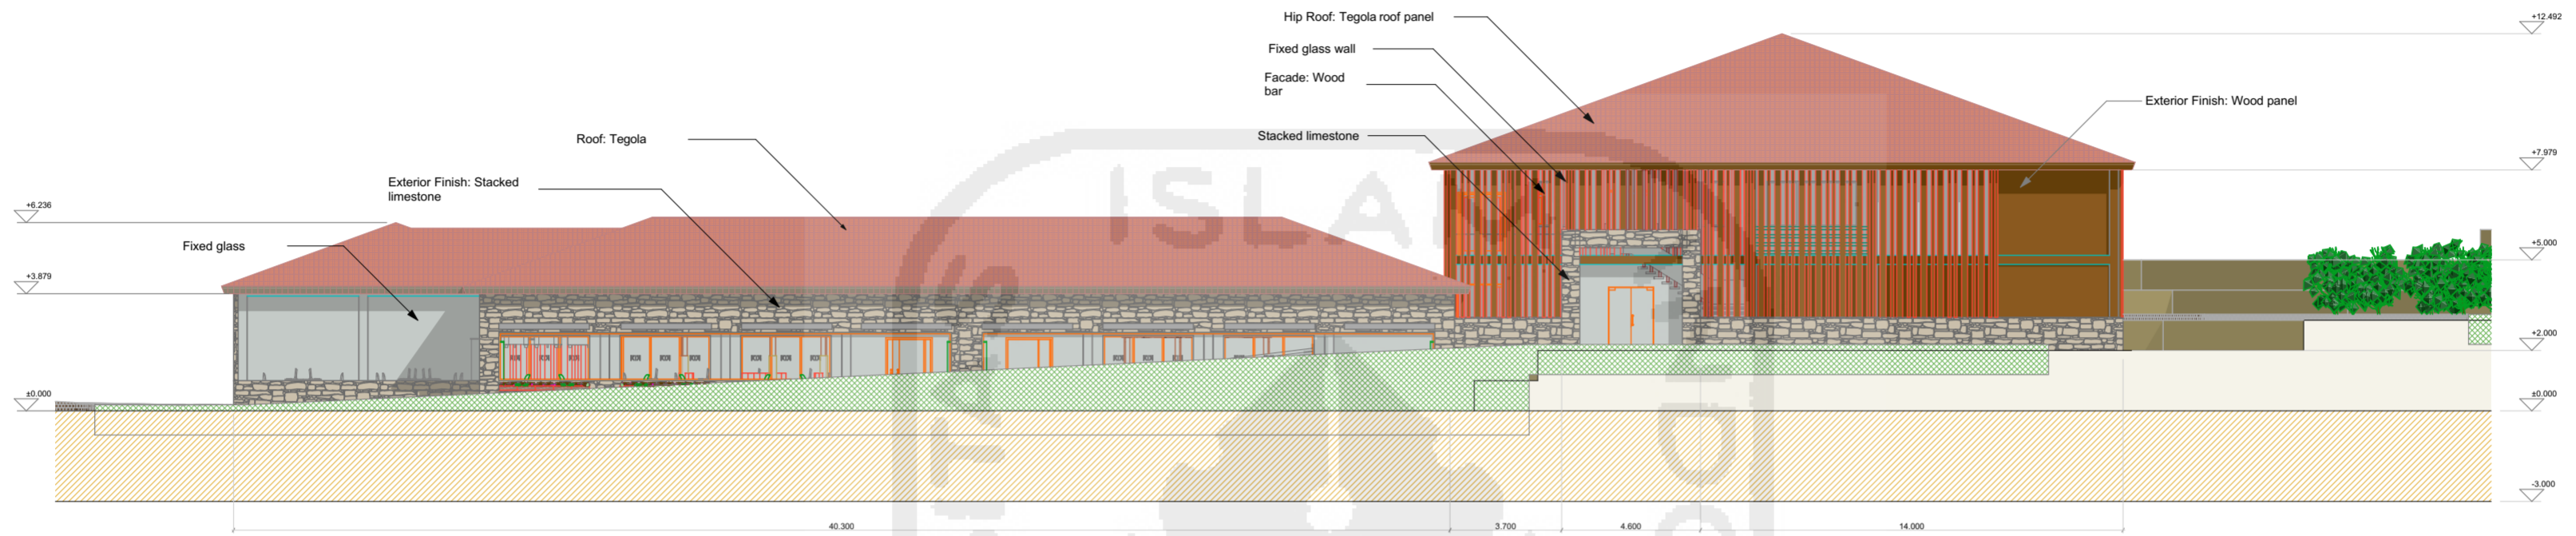 Hip Roof: Tegola roof panel
+12.492
Fixed glass wall
Facade: Wood
bar
Exterior Finish: Wood panel
Stacked limestone
Roof: Tegola
+7.979
Exterior Finish: Stacked
limestone
+6.236
Fixed glass
+5.000
+3.879
+2.000
±0.000
±0.000
-3.000
40.300
3.700
4.600
14.000
ISLAM